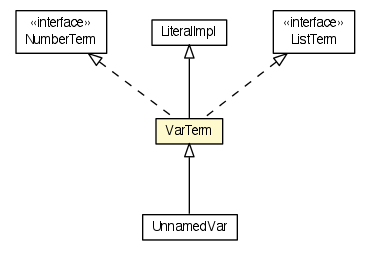 «interface»
NumberTerm
LiteralImpl
«interface»
ListTerm
VarTerm
UnnamedVar